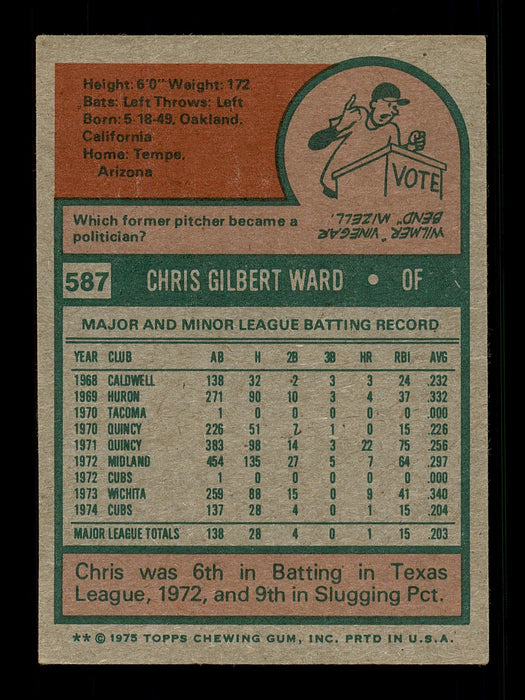 Height: 6'0" Weight: 172
Bats: Left Throws: Left
Born: 5-18-49, Oakland,
California
Home: Tempe,
Arizona
VOTE
Which former pitcher became a
politician?
WILMER "VINEGAR
BEND" MIZELL.
587 CHRIS GILBERT WARD • OF
MAJOR AND MINOR LEAGUE BATTING RECORD
YEAR CLUB AB H 2B 3B HR RBI AVG
1968 CALDWELL 138 32 2 3 3 24 .232
1969 HURON 271 90 10 3 4 37 .332
1970 TACOMA 1 0 0 0 0 0 .000
1970 QUINCY 226 51 7 1 0 15 .226
1971 QUINCY 383 98 14 3 22 75 .256
1972 MIDLAND 454 135 27 5 7 64 .297
1972 CUBS 1 0 0 0 0 0 .000
1973 WICHITA 259 88 15 0 9 41 .340
1974 CUBS 137 28 4 0 1 15 .204
MAJOR LEAGUE TOTALS 138 28 4 0 1 15 .203
Chris was 6th in Batting in Texas
League, 1972, and 9th in Slugging Pct.
** © 1975 TOPPS CHEWING GUM, INC. PRTD IN U.S.A.